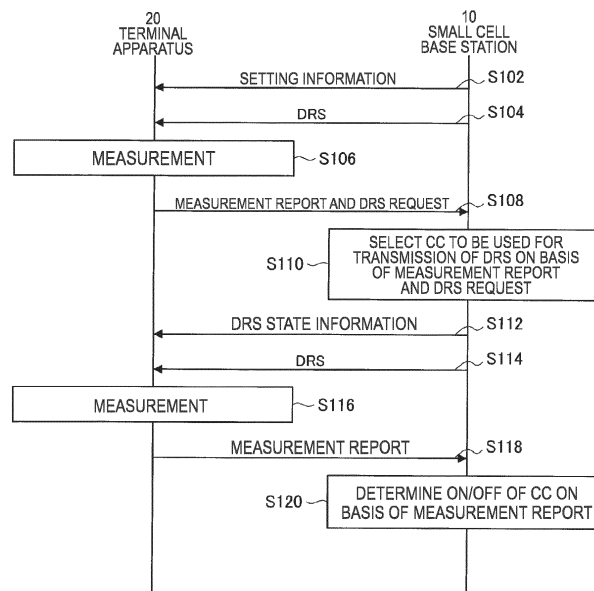 20
TERMINAL
APPARATUS
10
SMALL CELL
BASE STATION
SETTING INFORMATION
S102
DRS
S104
MEASUREMENT
S106
MEASUREMENT REPORT AND DRS REQUEST
S108
S110
SELECT CC TO BE USED FOR
TRANSMISSION OF DRS ON BASIS
OF MEASUREMENT REPORT
AND DRS REQUEST
DRS STATE INFORMATION
S112
DRS
S114
MEASUREMENT
S116
MEASUREMENT REPORT
S118
S120
DETERMINE ON/OFF OF CC ON
BASIS OF MEASUREMENT REPORT